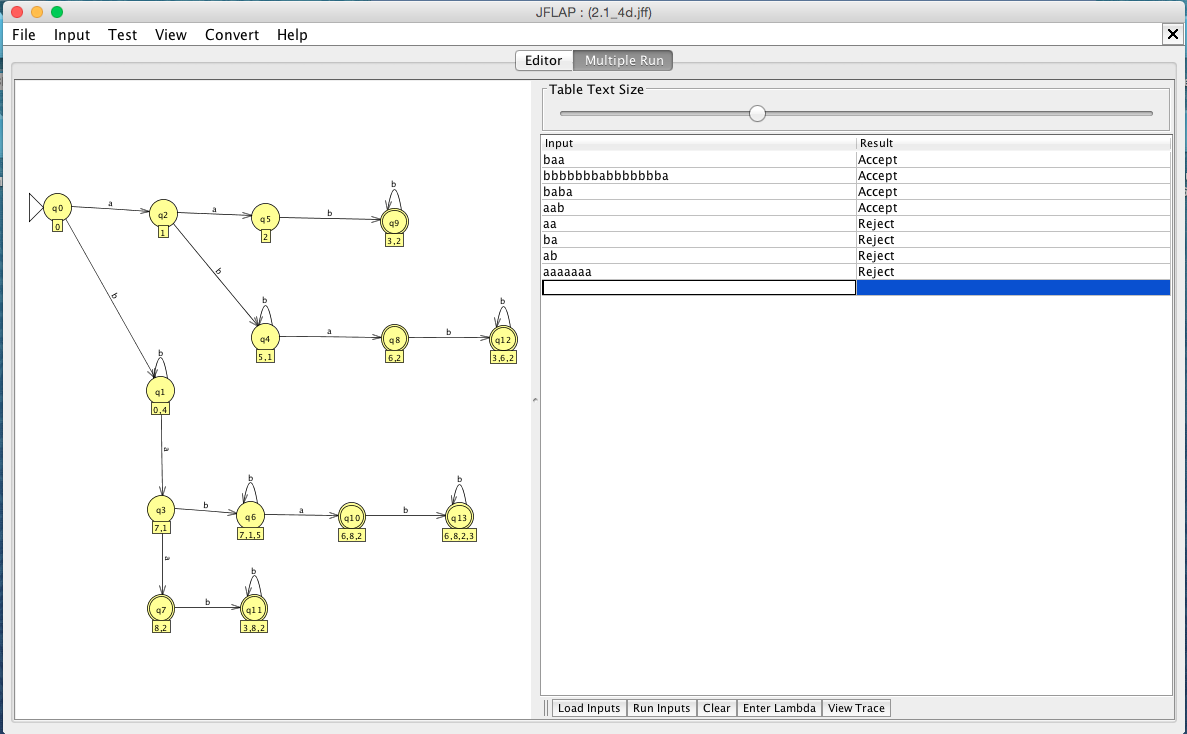 JFLAP : (2.1_4d.jff)
File Input Test View Convert Help
Editor Multiple Run
Table Text Size
Input Result
baa Accept
bbbbbbbabbbbbbba Accept
baba Accept
aab Accept
aa Reject
ba Reject
ab Reject
aaaaaaa Reject
b
q0 a q2 a q5 b q9
0 1 2 3,2
b
b b b
q4 a q8 b q12
5,1 6,2 3,6,2
b
q1
0,4
a
b b
q3 b q6 a q10 b q13
7,1 7,1,5 6,8,2 6,8,2,3
a
b
q7 b q11
8,2 3,8,2
Load Inputs Run Inputs Clear Enter Lambda View Trace